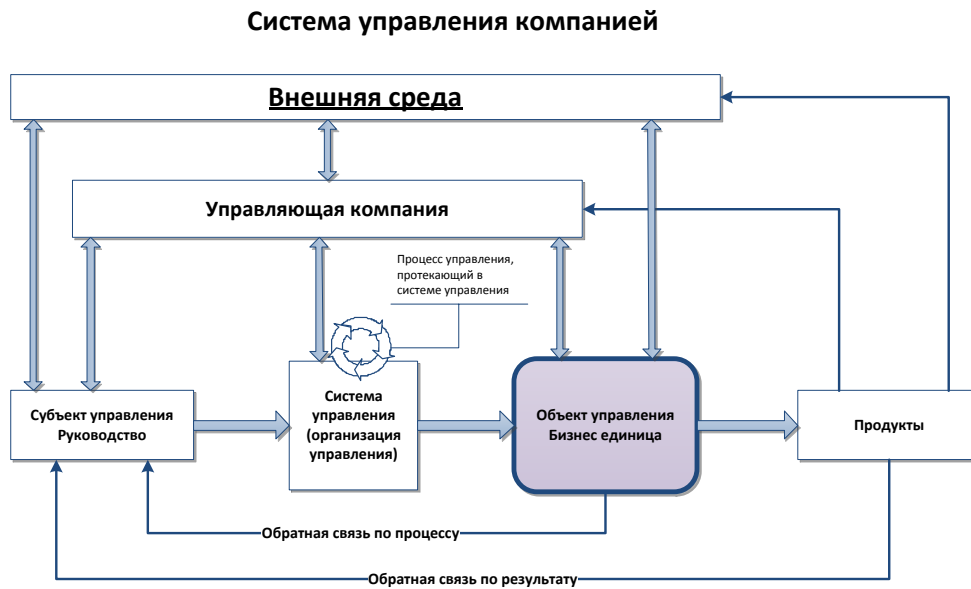 Система управления компанией
Внешняя среда
Управляющая компания
Процесс управления,
протекающий в
системе управления
Субъект управления
Руководство
Система
управления
(организация
управления)
Объект управления
Бизнес единица
Продукты
Обратная связь по процессу
Обратная связь по результату